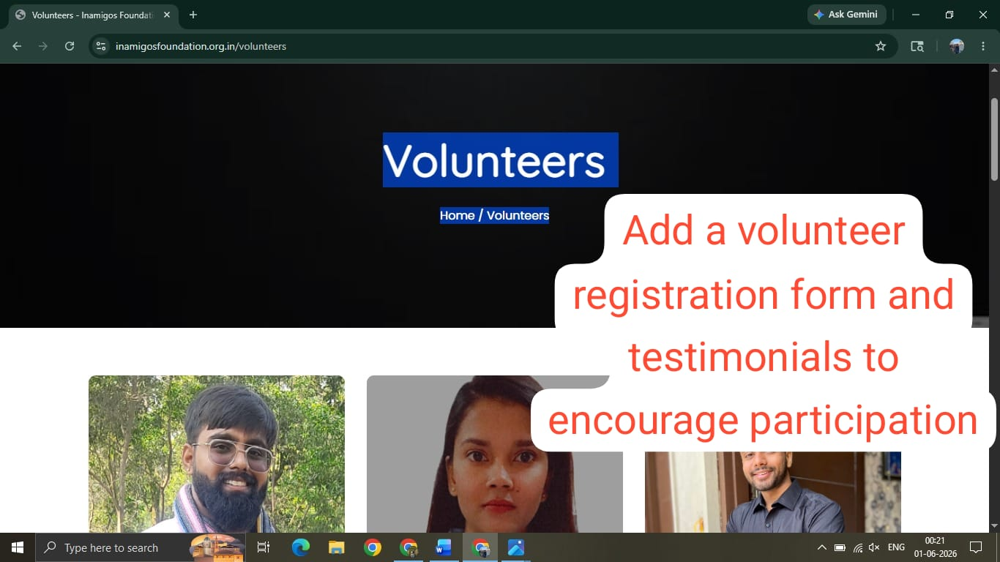 Volunteers - Inamigos Foundati
Ask Gemini
inamigosfoundation.org.in/volunteers
Volunteers
Home / Volunteers
Add a volunteer
registration form and
testimonials to
encourage participation
Type here to search
ENG
00:21
01-06-2026